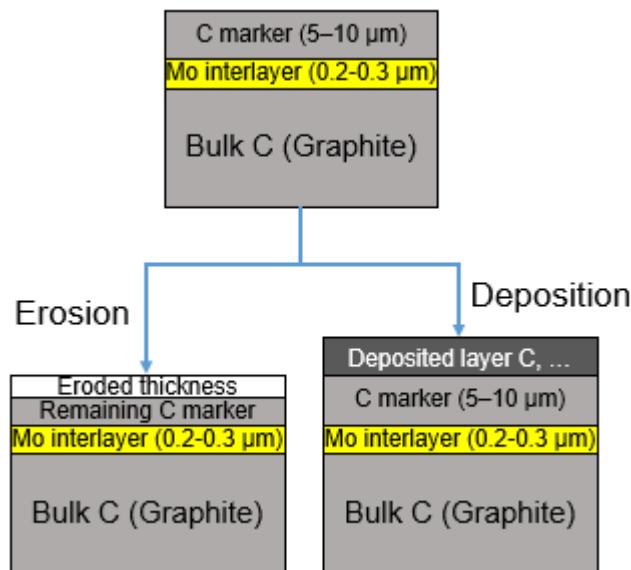 C marker (5–10 µm)
Mo interlayer (0.2-0.3 µm)
Bulk C (Graphite)
Erosion
Deposition
Eroded thickness
Remaining C marker
Mo interlayer (0.2-0.3 µm)
Bulk C (Graphite)
Deposited layer C, ...
C marker (5–10 µm)
Mo interlayer (0.2-0.3 µm)
Bulk C (Graphite)